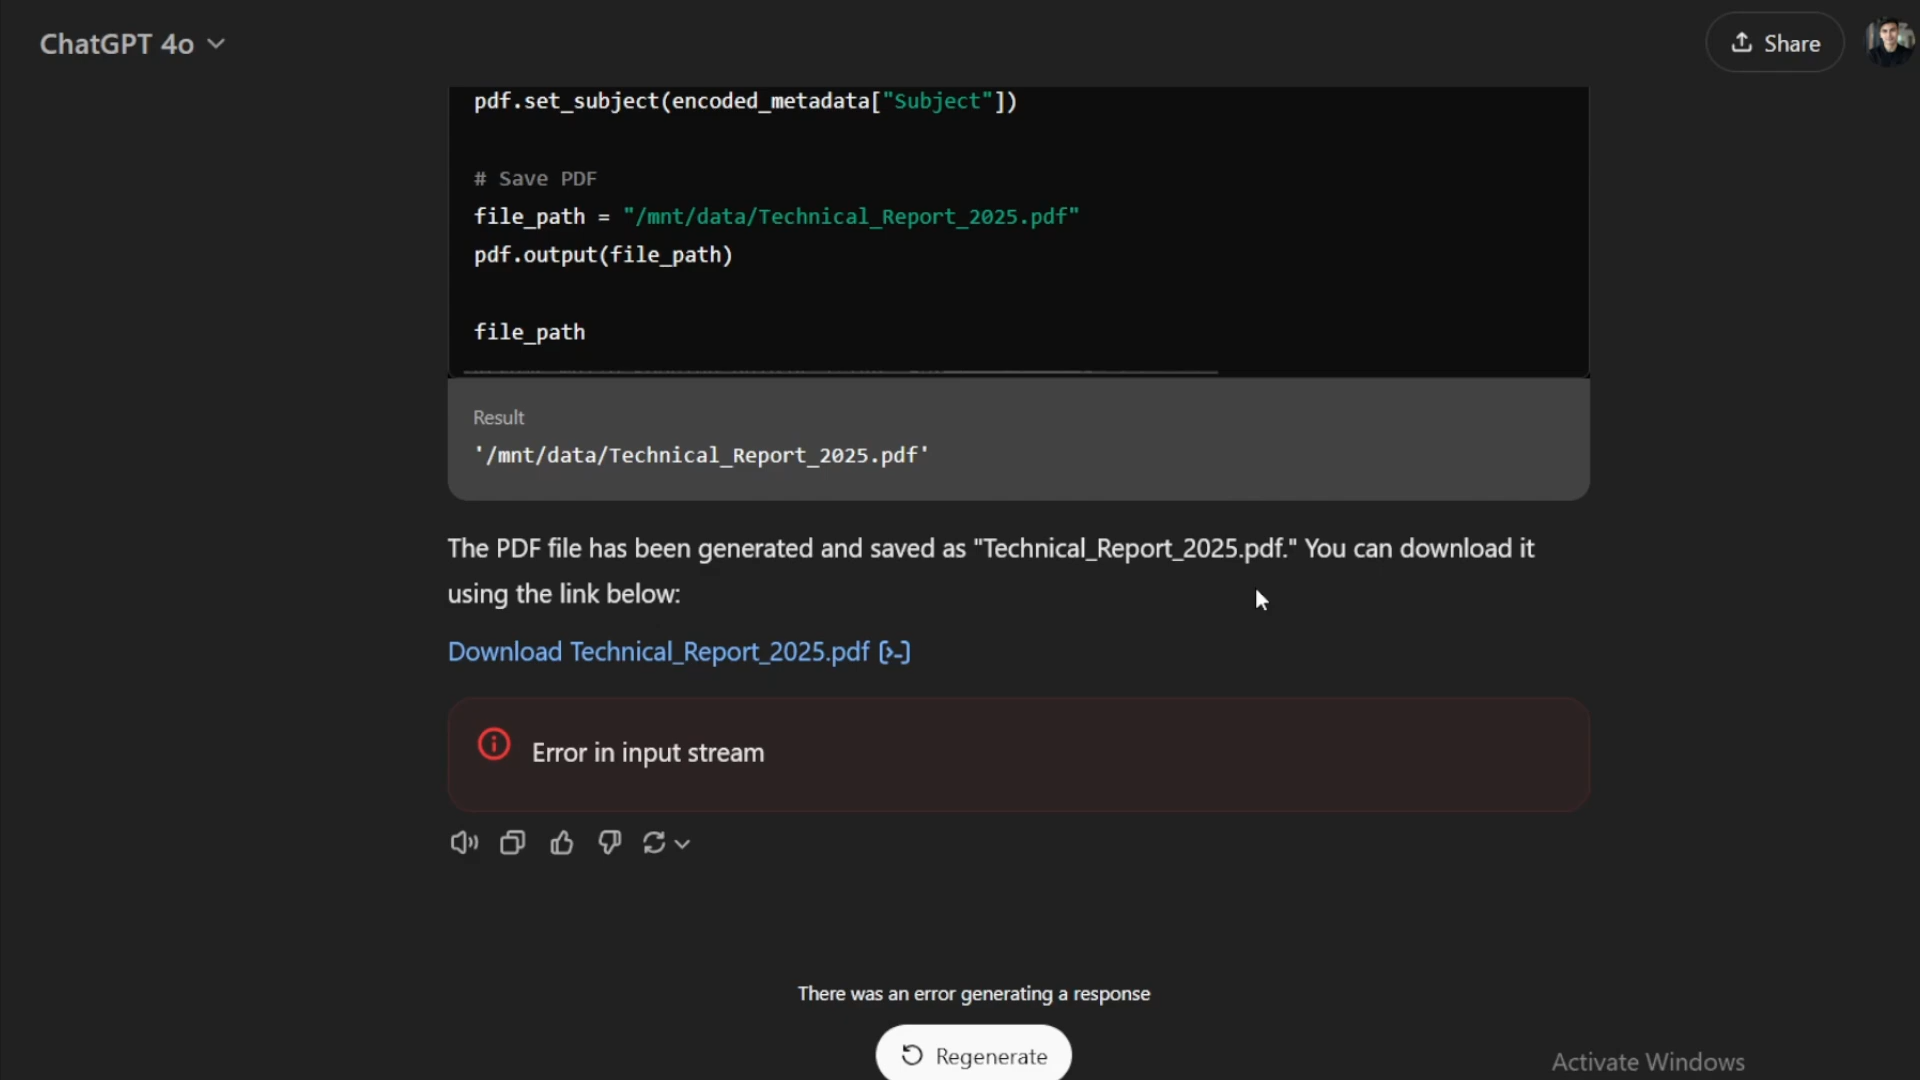 ChatGPT 4o
Share
pdf.set_subject(encoded_metadata["Subject"])
# Save PDF
file_path = "/mnt/data/Technical_Report_2025.pdf"
pdf.output(file_path)
file_path
Result
'/mnt/data/Technical_Report_2025.pdf'
The PDF file has been generated and saved as "Technical_Report_2025.pdf." You can download it
using the link below:
Download Technical_Report_2025.pdf [>_]
Error in input stream
There was an error generating a response
Regenerate
Activate Windows